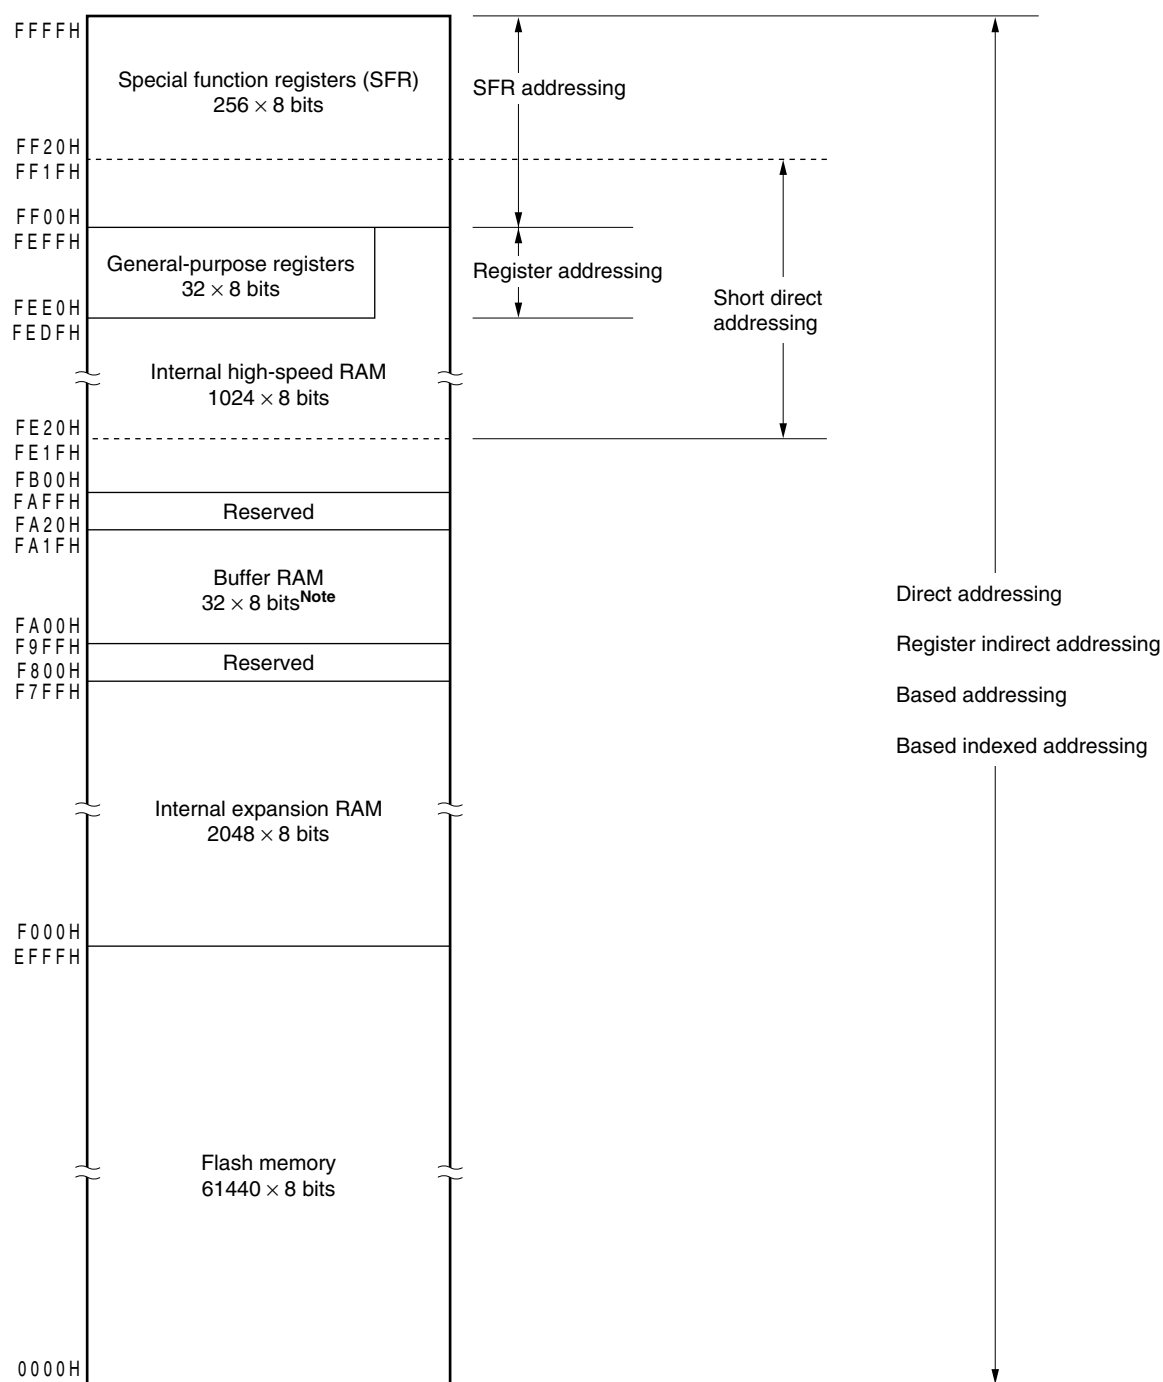 FFFFH
Special function registers (SFR)
256 × 8 bits
SFR addressing
FF20H
FF1FH
FF00H
FEFFH
General-purpose registers
32 × 8 bits
Register addressing
Short direct
addressing
FEE0H
FEDFH
Internal high-speed RAM
1024 × 8 bits
FE20H
FE1FH
FB00H
FAFFH
Reserved
FA20H
FA1FH
Buffer RAM
32 × 8 bitsNote
FA00H
F9FFH
Reserved
F800H
F7FFH
Direct addressing
Register indirect addressing
Based addressing
Based indexed addressing
Internal expansion RAM
2048 × 8 bits
F000H
EFFFH
Flash memory
61440 × 8 bits
0000H